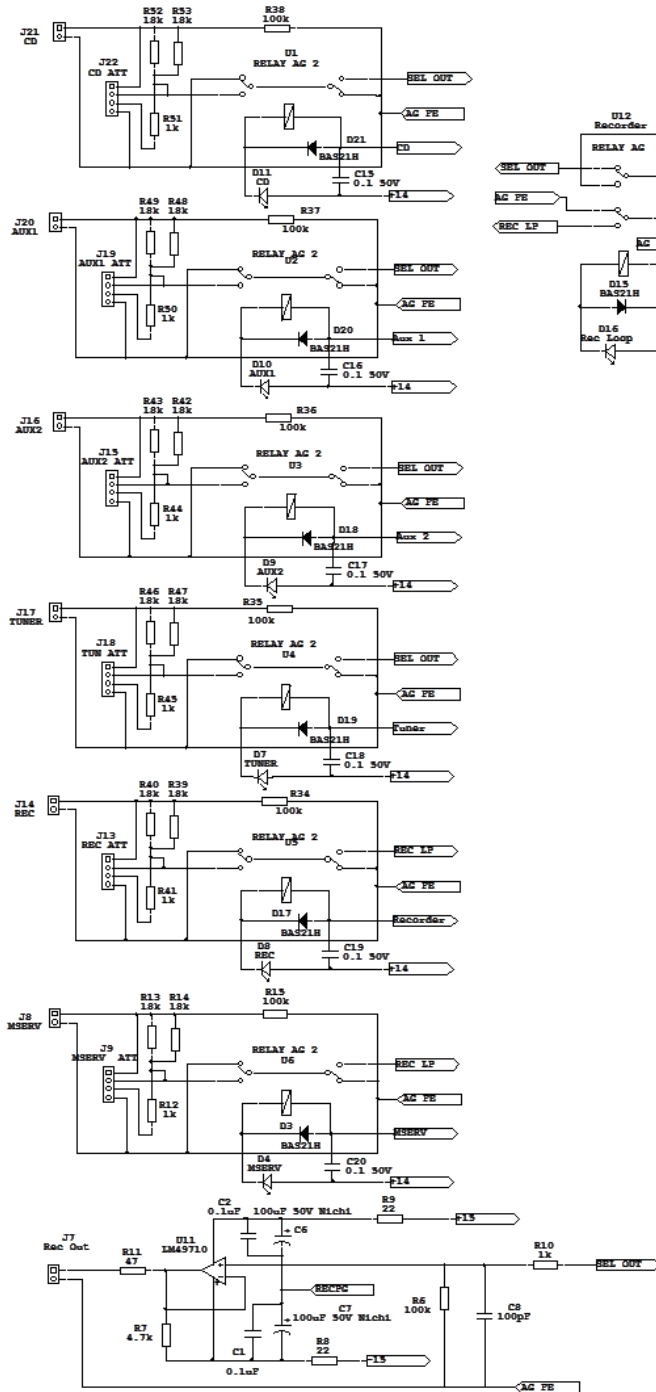 J21
CD
R52 R53
18k 18k
R38
100k
J22
CD ATT
U1
RELAY AG 2
SEL OUT
AG PE
R51
1k
D21
BAS21H
CD
D11
CD
C15
0.1 50V
+14
U12
Recorder
RELAY AG
SEL OUT
AG PE
REC LP
AG
D15
BAS21H
D16
Rec Loop
J20
AUX1
R49 R48
18k 18k
R37
100k
J19
AUX1 ATT
RELAY AG 2
U2
SEL OUT
AG PE
R50
1k
D20
BAS21H
Aux 1
D10
AUX1
C16
0.1 50V
+14
J16
AUX2
R43 R42
18k 18k
R36
100k
J15
AUX2 ATT
RELAY AG 2
U3
SEL OUT
AG PE
R44
1k
D18
BAS21H
Aux 2
D9
AUX2
C17
0.1 50V
+14
J17
TUNER
R46 R47
18k 18k
R35
100k
J18
TUN ATT
RELAY AG 2
U4
SEL OUT
AG PE
R45
1k
D19
BAS21H
Tuner
D7
TUNER
C18
0.1 50V
+14
J14
REC
R40 R39
18k 18k
R34
100k
J13
REC ATT
RELAY AG 2
U5
REC LP
AG PE
R41
1k
D17
BAS21H
Recorder
D8
REC
C19
0.1 50V
+14
J8
MSERV
R13 R14
18k 18k
R15
100k
J9
MSERV ATT
RELAY AG 2
U6
REC LP
AG PE
R12
1k
D3
BAS21H
MSERV
D4
MSERV
C20
0.1 50V
+14
J7
Rec Out
R11
47
U11
LM49710
C2
0.1uF
100uF 50V Nichi
C6
R9
22
+15
R10
1k
SEL OUT
RECPG
R7
4.7k
C1
0.1uF
C7
100uF 50V Nichi
R8
22
-15
R6
100k
C8
100pF
AG PE